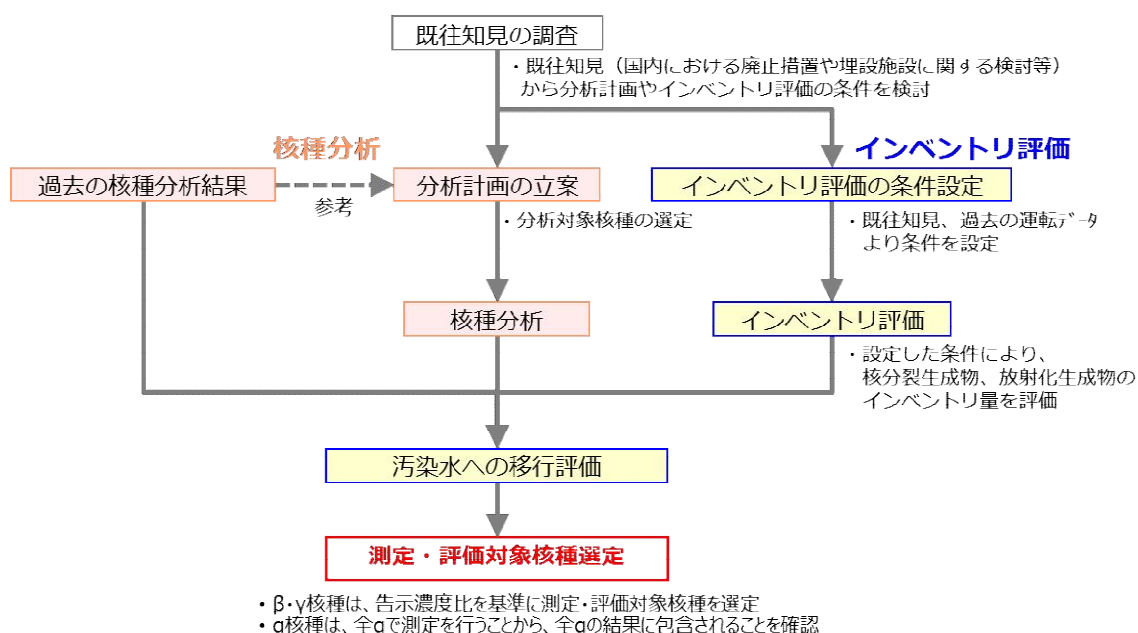 既往知見の調査
・既往知見（国内における廃止措置や埋設施設に関する検討等）
から分析計画やインベントリ評価の条件を検討
核種分析
インベントリ評価
過去の核種分析結果
参考
分析計画の立案
インベントリ評価の条件設定
・分析対象核種の選定
・既往知見、過去の運転データ
より条件を設定
核種分析
インベントリ評価
・設定した条件により、
核分裂生成物、放射化生成物の
インベントリ量を評価
汚染水への移行評価
測定・評価対象核種選定
・β・γ核種は、告示濃度比を基準に測定・評価対象核種を選定
・α核種は、全αで測定を行うことから、全αの結果に包含されることを確認